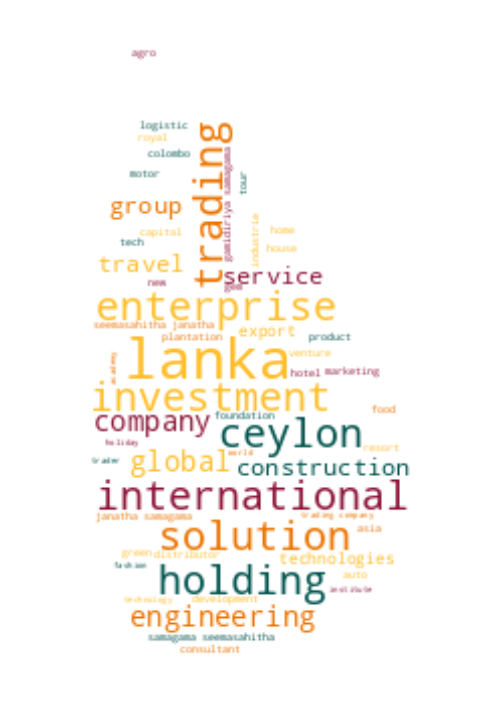 agro
logistic
royal
colombo
motor
trading
gamidiriya samagama
tour
group
capital
tech
industrie
home
house
travel
new
service
enterprise
seemasahitha janatha
export
plantation
product
lanka
venture
academy
hotel
marketing
investment
food
company
foundation
ceylon
holiday
resort
trader
global
world
construction
international
janatha samagama
trading company
solution
asia
green
distributor
technologies
fashion
holding
auto
institute
technology
development
engineering
samagama seemasahitha
consultant